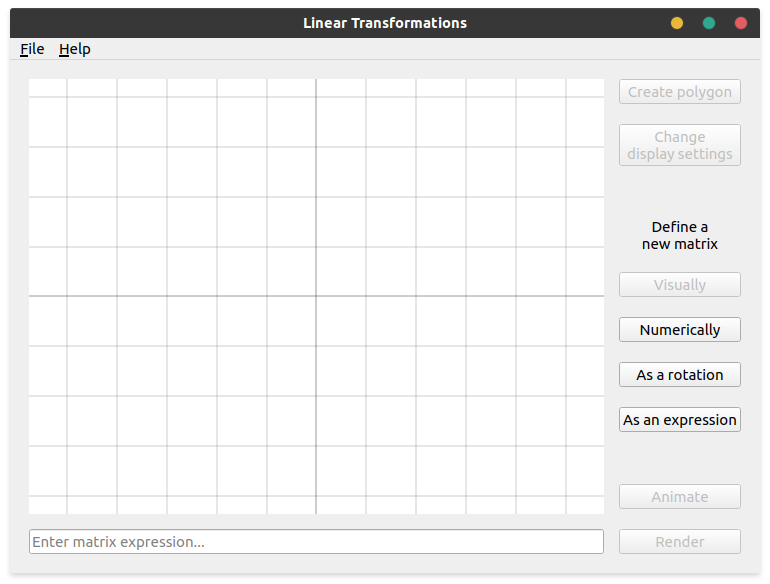 Linear Transformations
File Help
Create polygon
Change
display settings
Define a
new matrix
Visually
Numerically
As a rotation
As an expression
Animate
Enter matrix expression...
Render